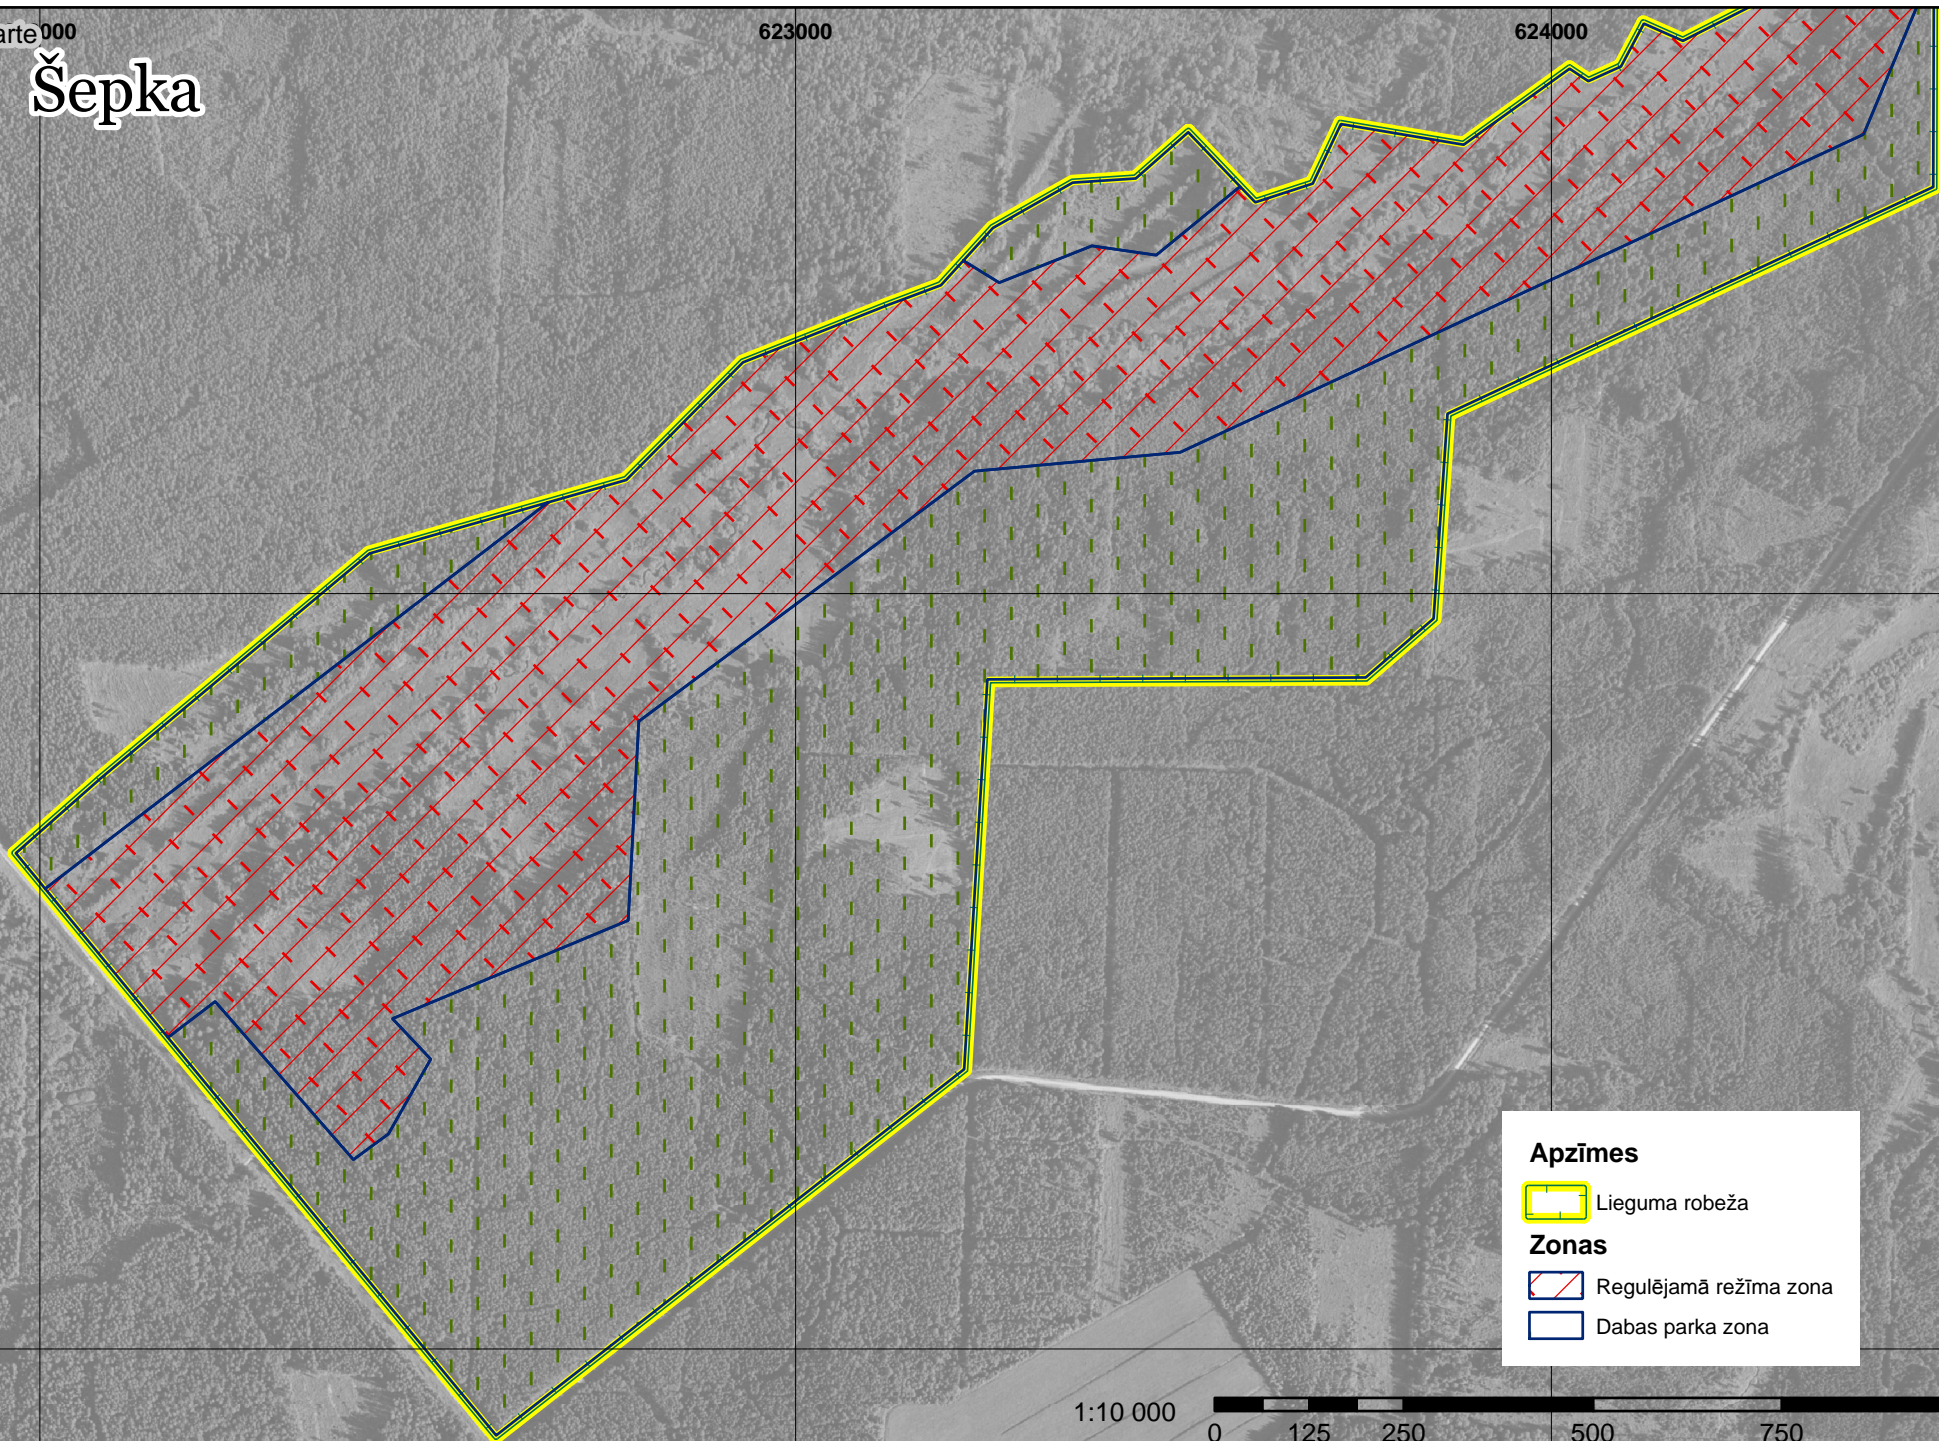 arte
000 623000 624000
Šepka
Apzīmes
Lieguma robeža
Zonas
Regulējamā režīma zona
Dabas parka zona
1:10 000
0 125 250 500 750